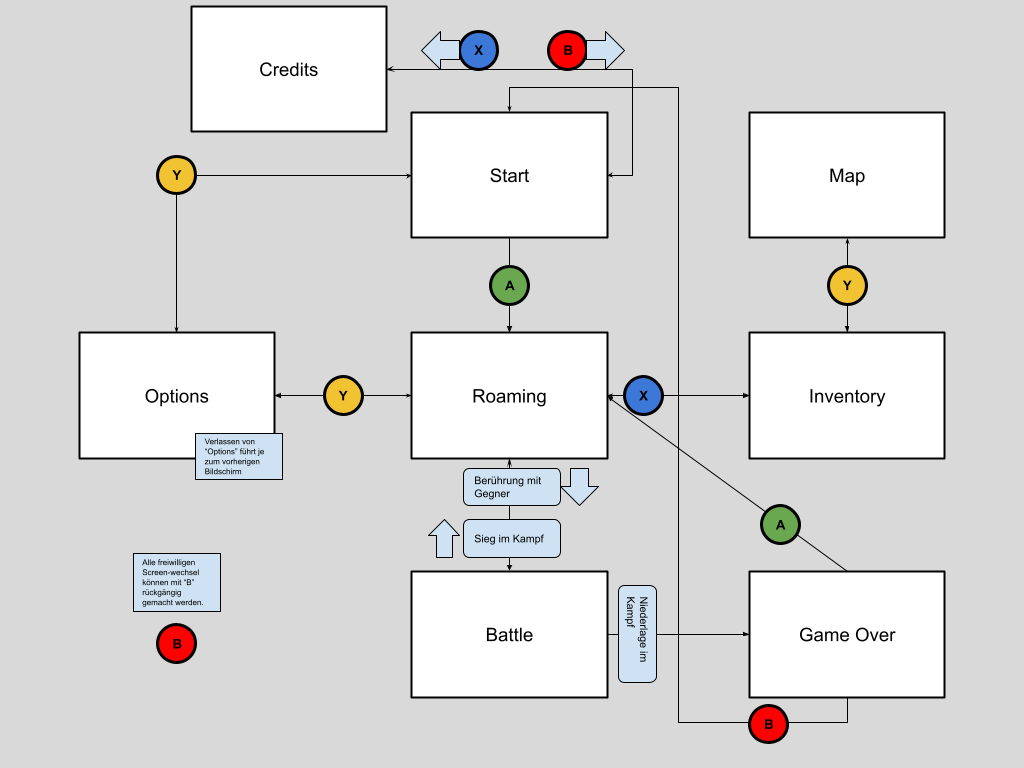 Credits
X
B
Y
Start
Map
A
Y
Options
Y
Roaming
X
Inventory
Verlassen von
"Options" führt je
zum vorherigen
Bildschirm
Berührung mit
Gegner
Sieg im Kampf
A
Alle freiwilligen
Screen-wechsel
können mit "B"
rückgängig
gemacht werden.
B
Battle
Niederlage im
Kampf
Game Over
B